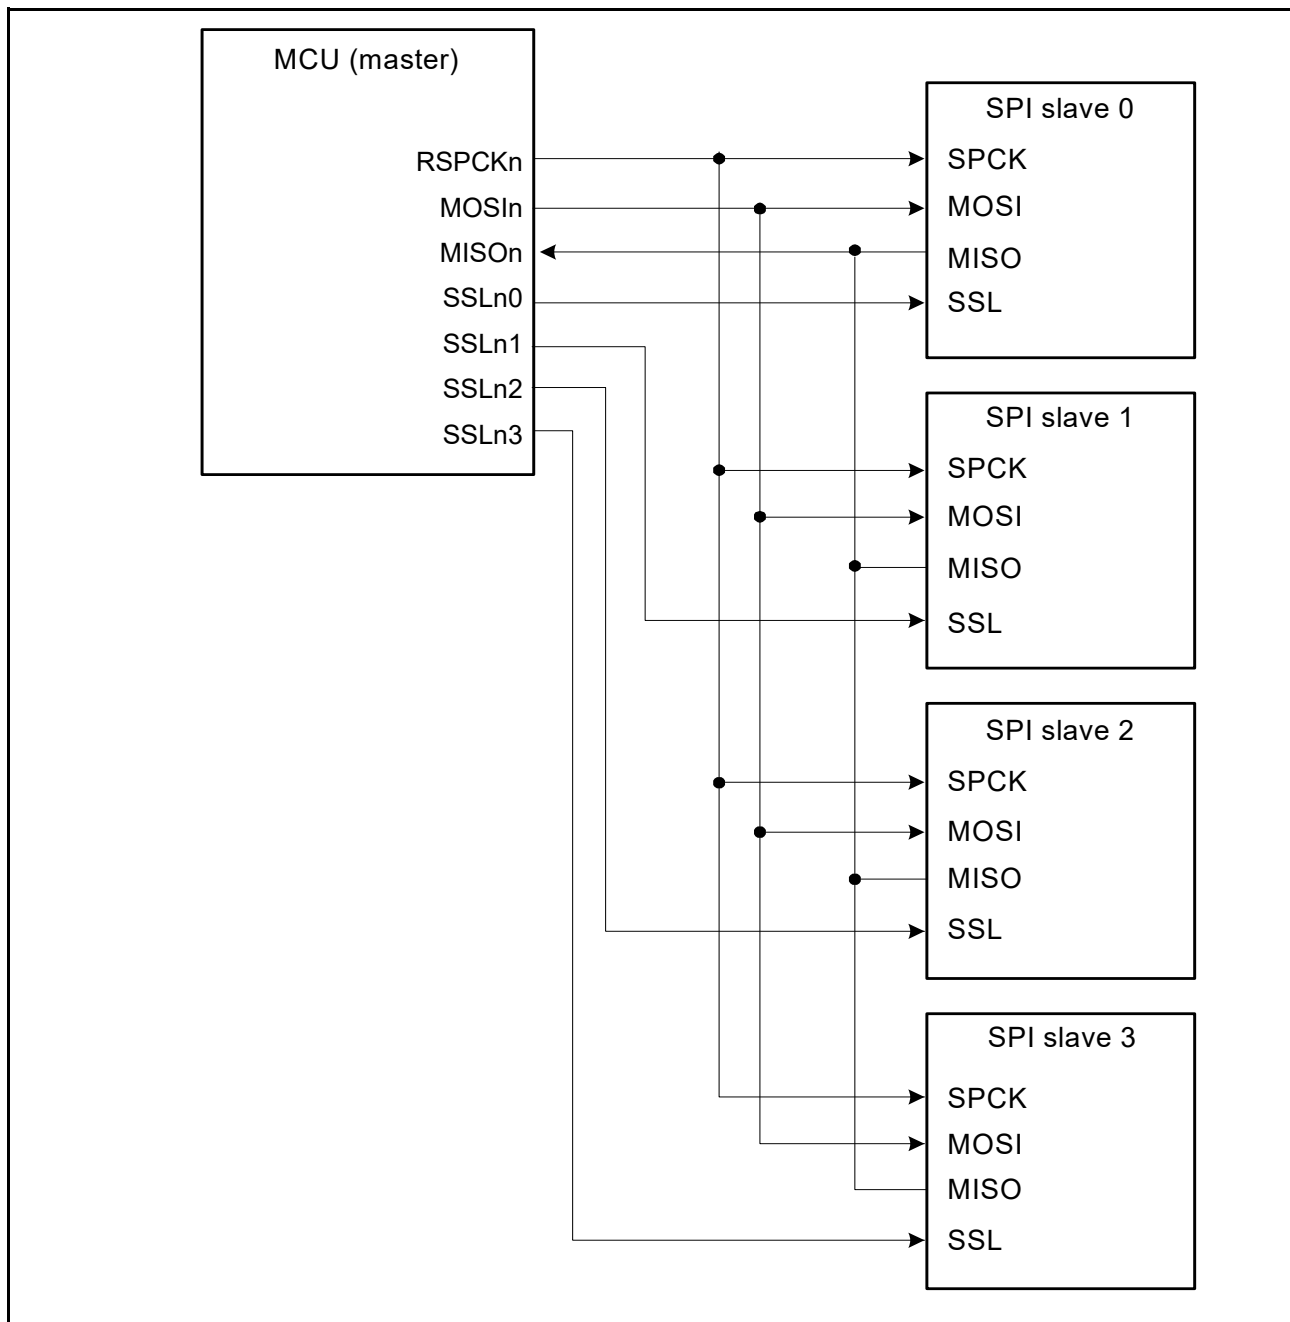 MCU (master)
RSPCKn
MOSIn
MISOn
SSLn0
SSLn1
SSLn2
SSLn3
SPI slave 0
SPCK
MOSI
MISO
SSL
SPI slave 1
SPCK
MOSI
MISO
SSL
SPI slave 2
SPCK
MOSI
MISO
SSL
SPI slave 3
SPCK
MOSI
MISO
SSL